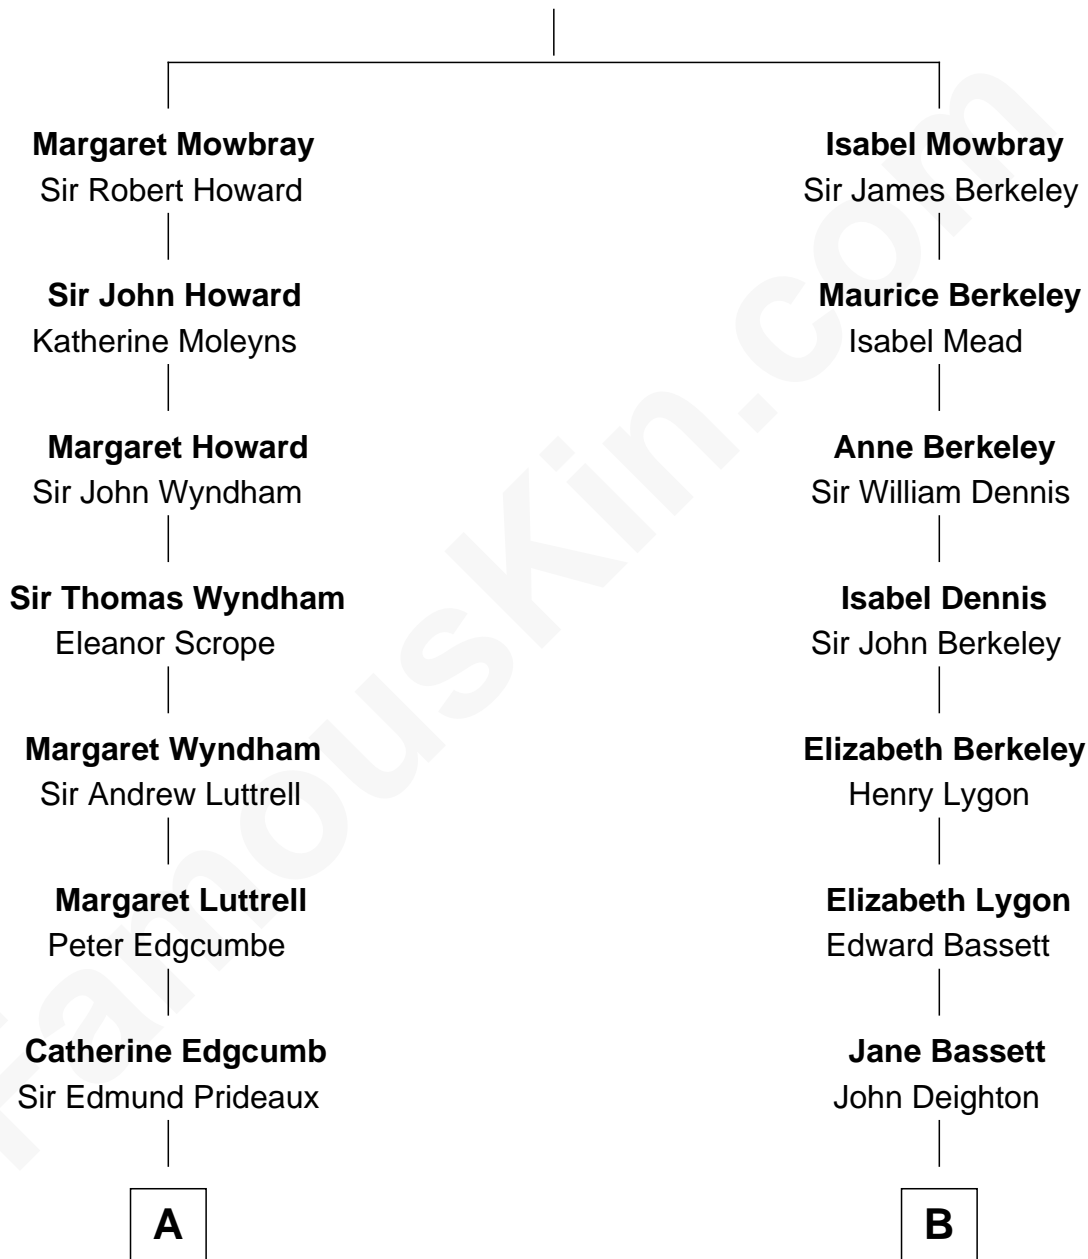 Margaret Mowbray
Sir Robert Howard
Isabel Mowbray
Sir James Berkeley
Sir John Howard
Katherine Moleyns
Maurice Berkeley
Isabel Mead
Margaret Howard
Sir John Wyndham
Anne Berkeley
Sir William Dennis
Sir Thomas Wyndham
Eleanor Scrope
Isabel Dennis
Sir John Berkeley
Margaret Wyndham
Sir Andrew Luttrell
Elizabeth Berkeley
Henry Lygon
Margaret Luttrell
Peter Edgcumbe
Elizabeth Lygon
Edward Bassett
Catherine Edgcumb
Sir Edmund Prideaux
Jane Bassett
John Deighton
A
B
FamousKin.com